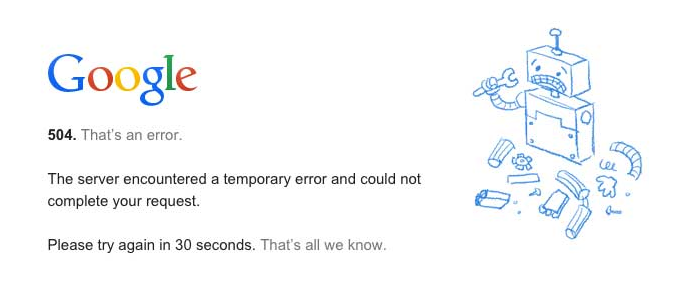 Google
504. That's an error.
The server encountered a temporary error and could not
complete your request.
Please try again in 30 seconds. That's all we know.